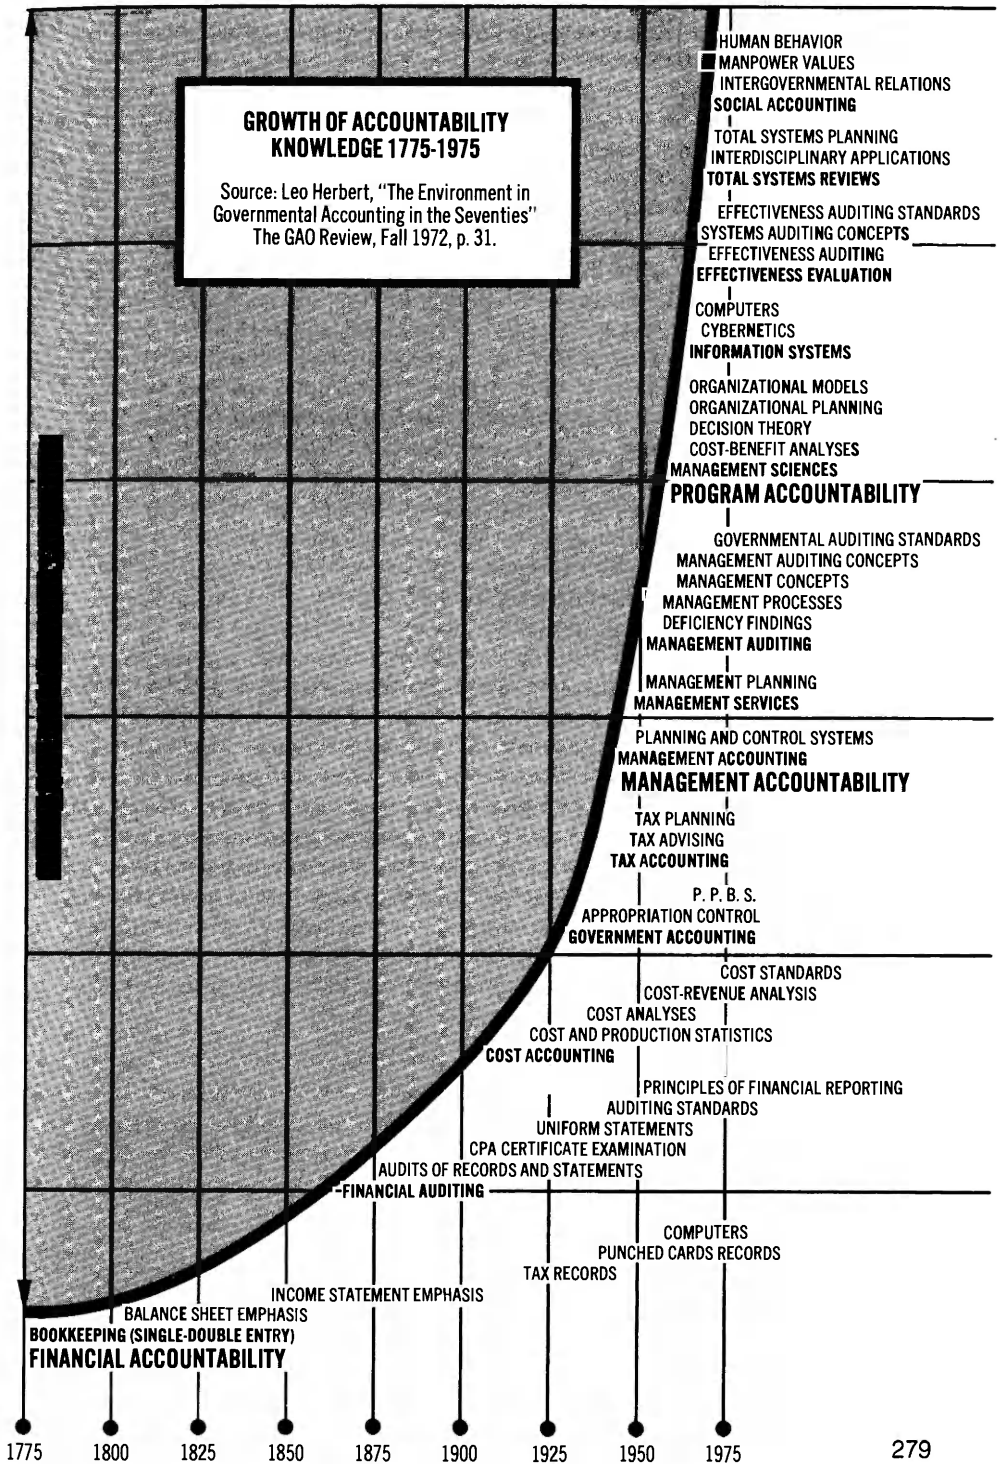 HUMAN BEHAVIOR
MANPOWER VALUES
INTERGOVERNMENTAL RELATIONS
SOCIAL ACCOUNTING
GROWTH OF ACCOUNTABILITY
KNOWLEDGE 1775-1975
Source: Leo Herbert, "The Environment in
Governmental Accounting in the Seventies"
The GAO Review, Fall 1972, p. 31.
TOTAL SYSTEMS PLANNING
INTERDISCIPLINARY APPLICATIONS
TOTAL SYSTEMS REVIEWS
EFFECTIVENESS AUDITING STANDARDS
SYSTEMS AUDITING CONCEPTS
EFFECTIVENESS AUDITING
EFFECTIVENESS EVALUATION
COMPUTERS
CYBERNETICS
INFORMATION SYSTEMS
ORGANIZATIONAL MODELS
ORGANIZATIONAL PLANNING
DECISION THEORY
COST-BENEFIT ANALYSES
MANAGEMENT SCIENCES
PROGRAM ACCOUNTABILITY
GOVERNMENTAL AUDITING STANDARDS
MANAGEMENT AUDITING CONCEPTS
MANAGEMENT CONCEPTS
MANAGEMENT PROCESSES
DEFICIENCY FINDINGS
MANAGEMENT AUDITING
MANAGEMENT PLANNING
MANAGEMENT SERVICES
PLANNING AND CONTROL SYSTEMS
MANAGEMENT ACCOUNTING
MANAGEMENT ACCOUNTABILITY
TAX PLANNING
TAX ADVISING
TAX ACCOUNTING
P. P. B. S.
APPROPRIATION CONTROL
GOVERNMENT ACCOUNTING
COST STANDARDS
COST-REVENUE ANALYSIS
COST ANALYSES
COST AND PRODUCTION STATISTICS
COST ACCOUNTING
PRINCIPLES OF FINANCIAL REPORTING
AUDITING STANDARDS
UNIFORM STATEMENTS
CPA CERTIFICATE EXAMINATION
AUDITS OF RECORDS AND STATEMENTS
FINANCIAL AUDITING
COMPUTERS
PUNCHED CARDS RECORDS
TAX RECORDS
INCOME STATEMENT EMPHASIS
BALANCE SHEET EMPHASIS
BOOKKEEPING (SINGLE-DOUBLE ENTRY)
FINANCIAL ACCOUNTABILITY
1775 1800 1825 1850 1875 1900 1925 1950 1975
279